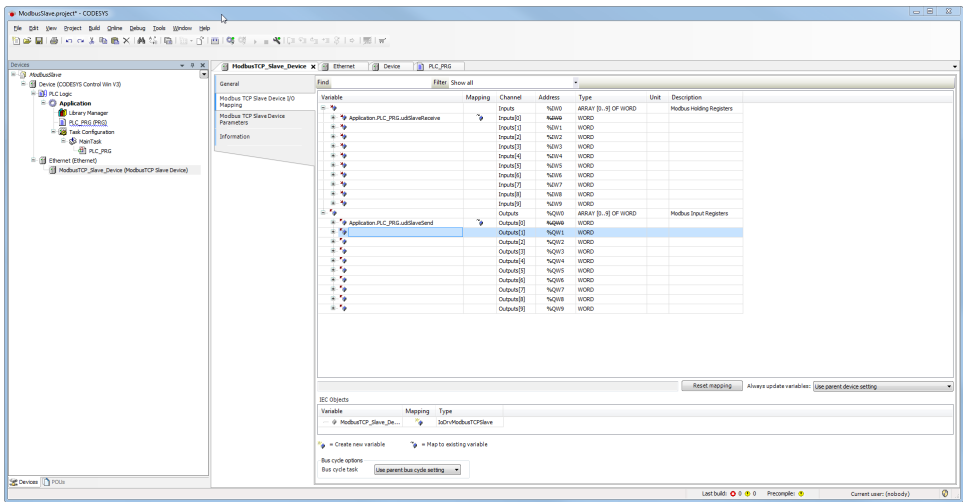 ModbusSlave.project* - CODESYS
File Edit View Project Build Online Debug Tools Window Help
Devices
ModbusSlave
Device (CODESYS Control Win V3)
PLC Logic
Application
Library Manager
PLC_PRG (PRG)
Task Configuration
MainTask
PLC_PRG
Ethernet (Ethernet)
ModbusTCP_Slave_Device (ModbusTCP Slave Device)
Devices POUs
ModbusTCP_Slave_Device Ethernet Device PLC_PRG
General
Modbus TCP Slave Device I/O
Mapping
Modbus TCP Slave Device
Parameters
Information
Find Filter Show all
Variable Mapping Channel Address Type Unit Description
Inputs %IW0 ARRAY [0..9] OF WORD Modbus Holding Registers
Application.PLC_PRG.udiSlaveReceive Inputs[0] %IW0 WORD
Inputs[1] %IW1 WORD
Inputs[2] %IW2 WORD
Inputs[3] %IW3 WORD
Inputs[4] %IW4 WORD
Inputs[5] %IW5 WORD
Inputs[6] %IW6 WORD
Inputs[7] %IW7 WORD
Inputs[8] %IW8 WORD
Inputs[9] %IW9 WORD
Outputs %QW0 ARRAY [0..9] OF WORD Modbus Input Registers
Application.PLC_PRG.udiSlaveSend Outputs[0] %QW0 WORD
Outputs[1] %QW1 WORD
Outputs[2] %QW2 WORD
Outputs[3] %QW3 WORD
Outputs[4] %QW4 WORD
Outputs[5] %QW5 WORD
Outputs[6] %QW6 WORD
Outputs[7] %QW7 WORD
Outputs[8] %QW8 WORD
Outputs[9] %QW9 WORD
Reset mapping Always update variables: Use parent device setting
IEC Objects
Variable Mapping Type
ModbusTCP_Slave_De... IoDrvModbusTCPSlave
= Create new variable = Map to existing variable
Bus cycle options
Bus cycle task Use parent bus cycle setting
Last build: 0 0 Precompile: Current user: (nobody)